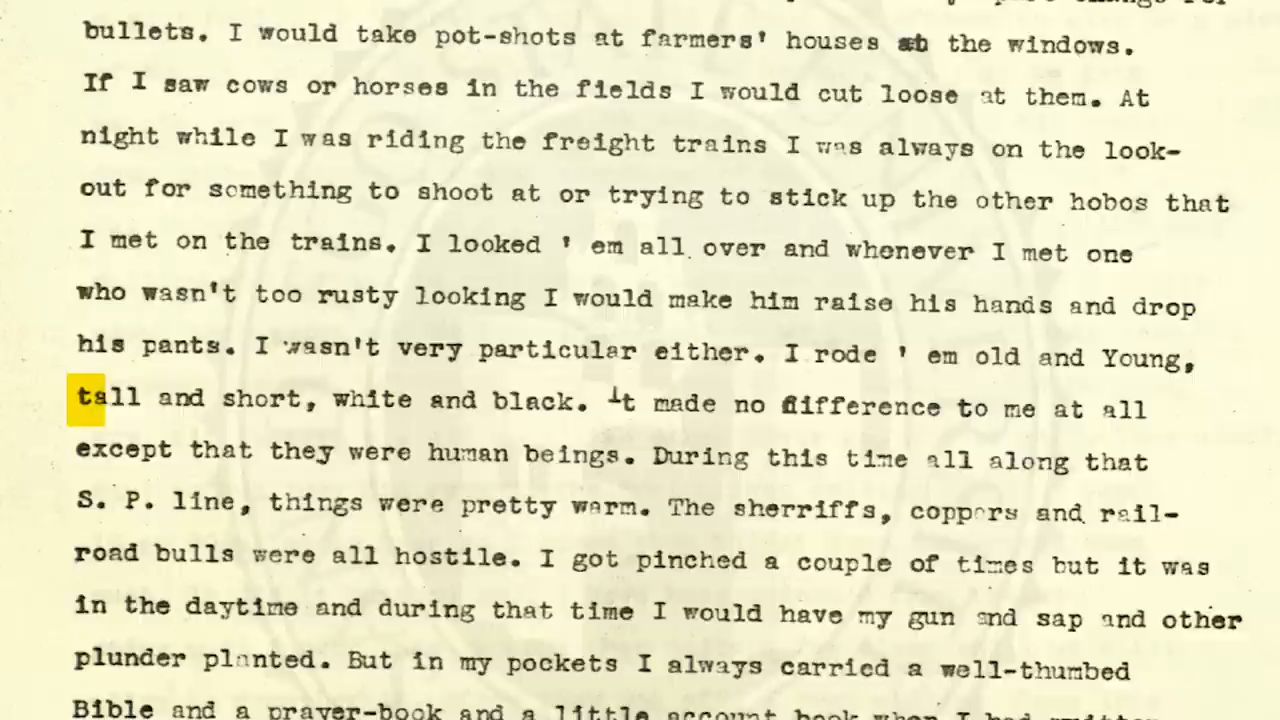 bullets. I would take pot-shots at farmers' houses at the windows.
If I saw cows or horses in the fields I would cut loose at them. At
night while I was riding the freight trains I was always on the look-
out for something to shoot at or trying to stick up the other hobos that
I met on the trains. I looked ' em all over and whenever I met one
who wasn't too rusty looking I would make him raise his hands and drop
his pants. I wasn't very particular either. I rode ' em old and Young,
tall and short, white and black. It made no difference to me at all
except that they were human beings. During this time all along that
S. P. line, things were pretty warm. The sherriffs, coppers and rail-
road bulls were all hostile. I got pinched a couple of times but it was
in the daytime and during that time I would have my gun and sap and other
plunder planted. But in my pockets I always carried a well-thumbed
Bible and a prayer-book and a little account book when I had written